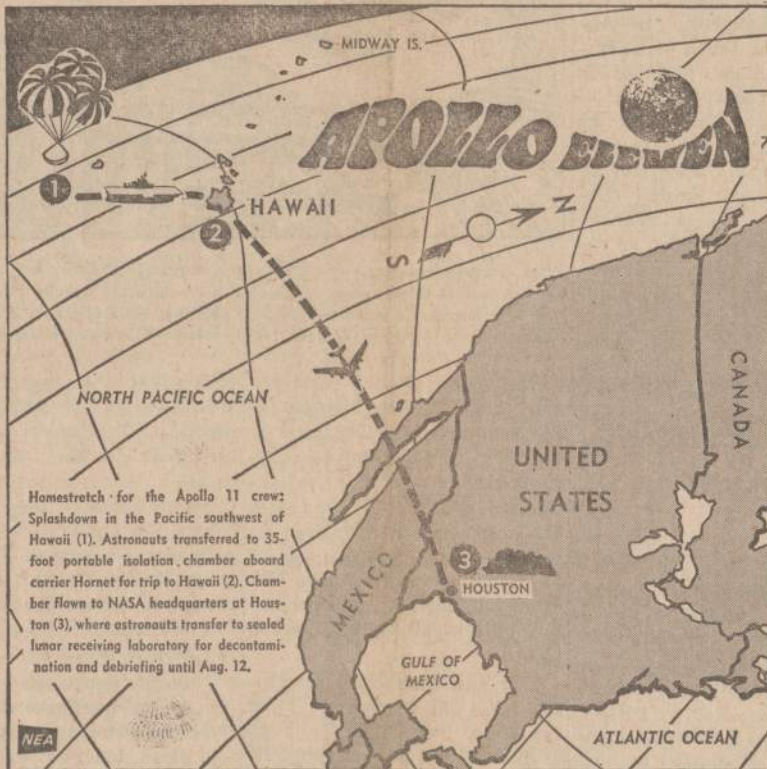 MIDWAY IS.
APOLLO ELEVEN
1
HAWAII
2
S
N
NORTH PACIFIC OCEAN
CANADA
UNITED
STATES
Homestretch for the Apollo 11 crew:
Splashdown in the Pacific southwest of
Hawaii (1). Astronauts transferred to 35-
foot portable isolation chamber aboard
carrier Hornet for trip to Hawaii (2). Cham-
ber flown to NASA headquarters at Hous-
ton (3), where astronauts transfer to sealed
lunar receiving laboratory for decontami-
nation and debriefing until Aug. 12.
MEXICO
3
HOUSTON
GULF OF
MEXICO
NEA
ATLANTIC OCEAN